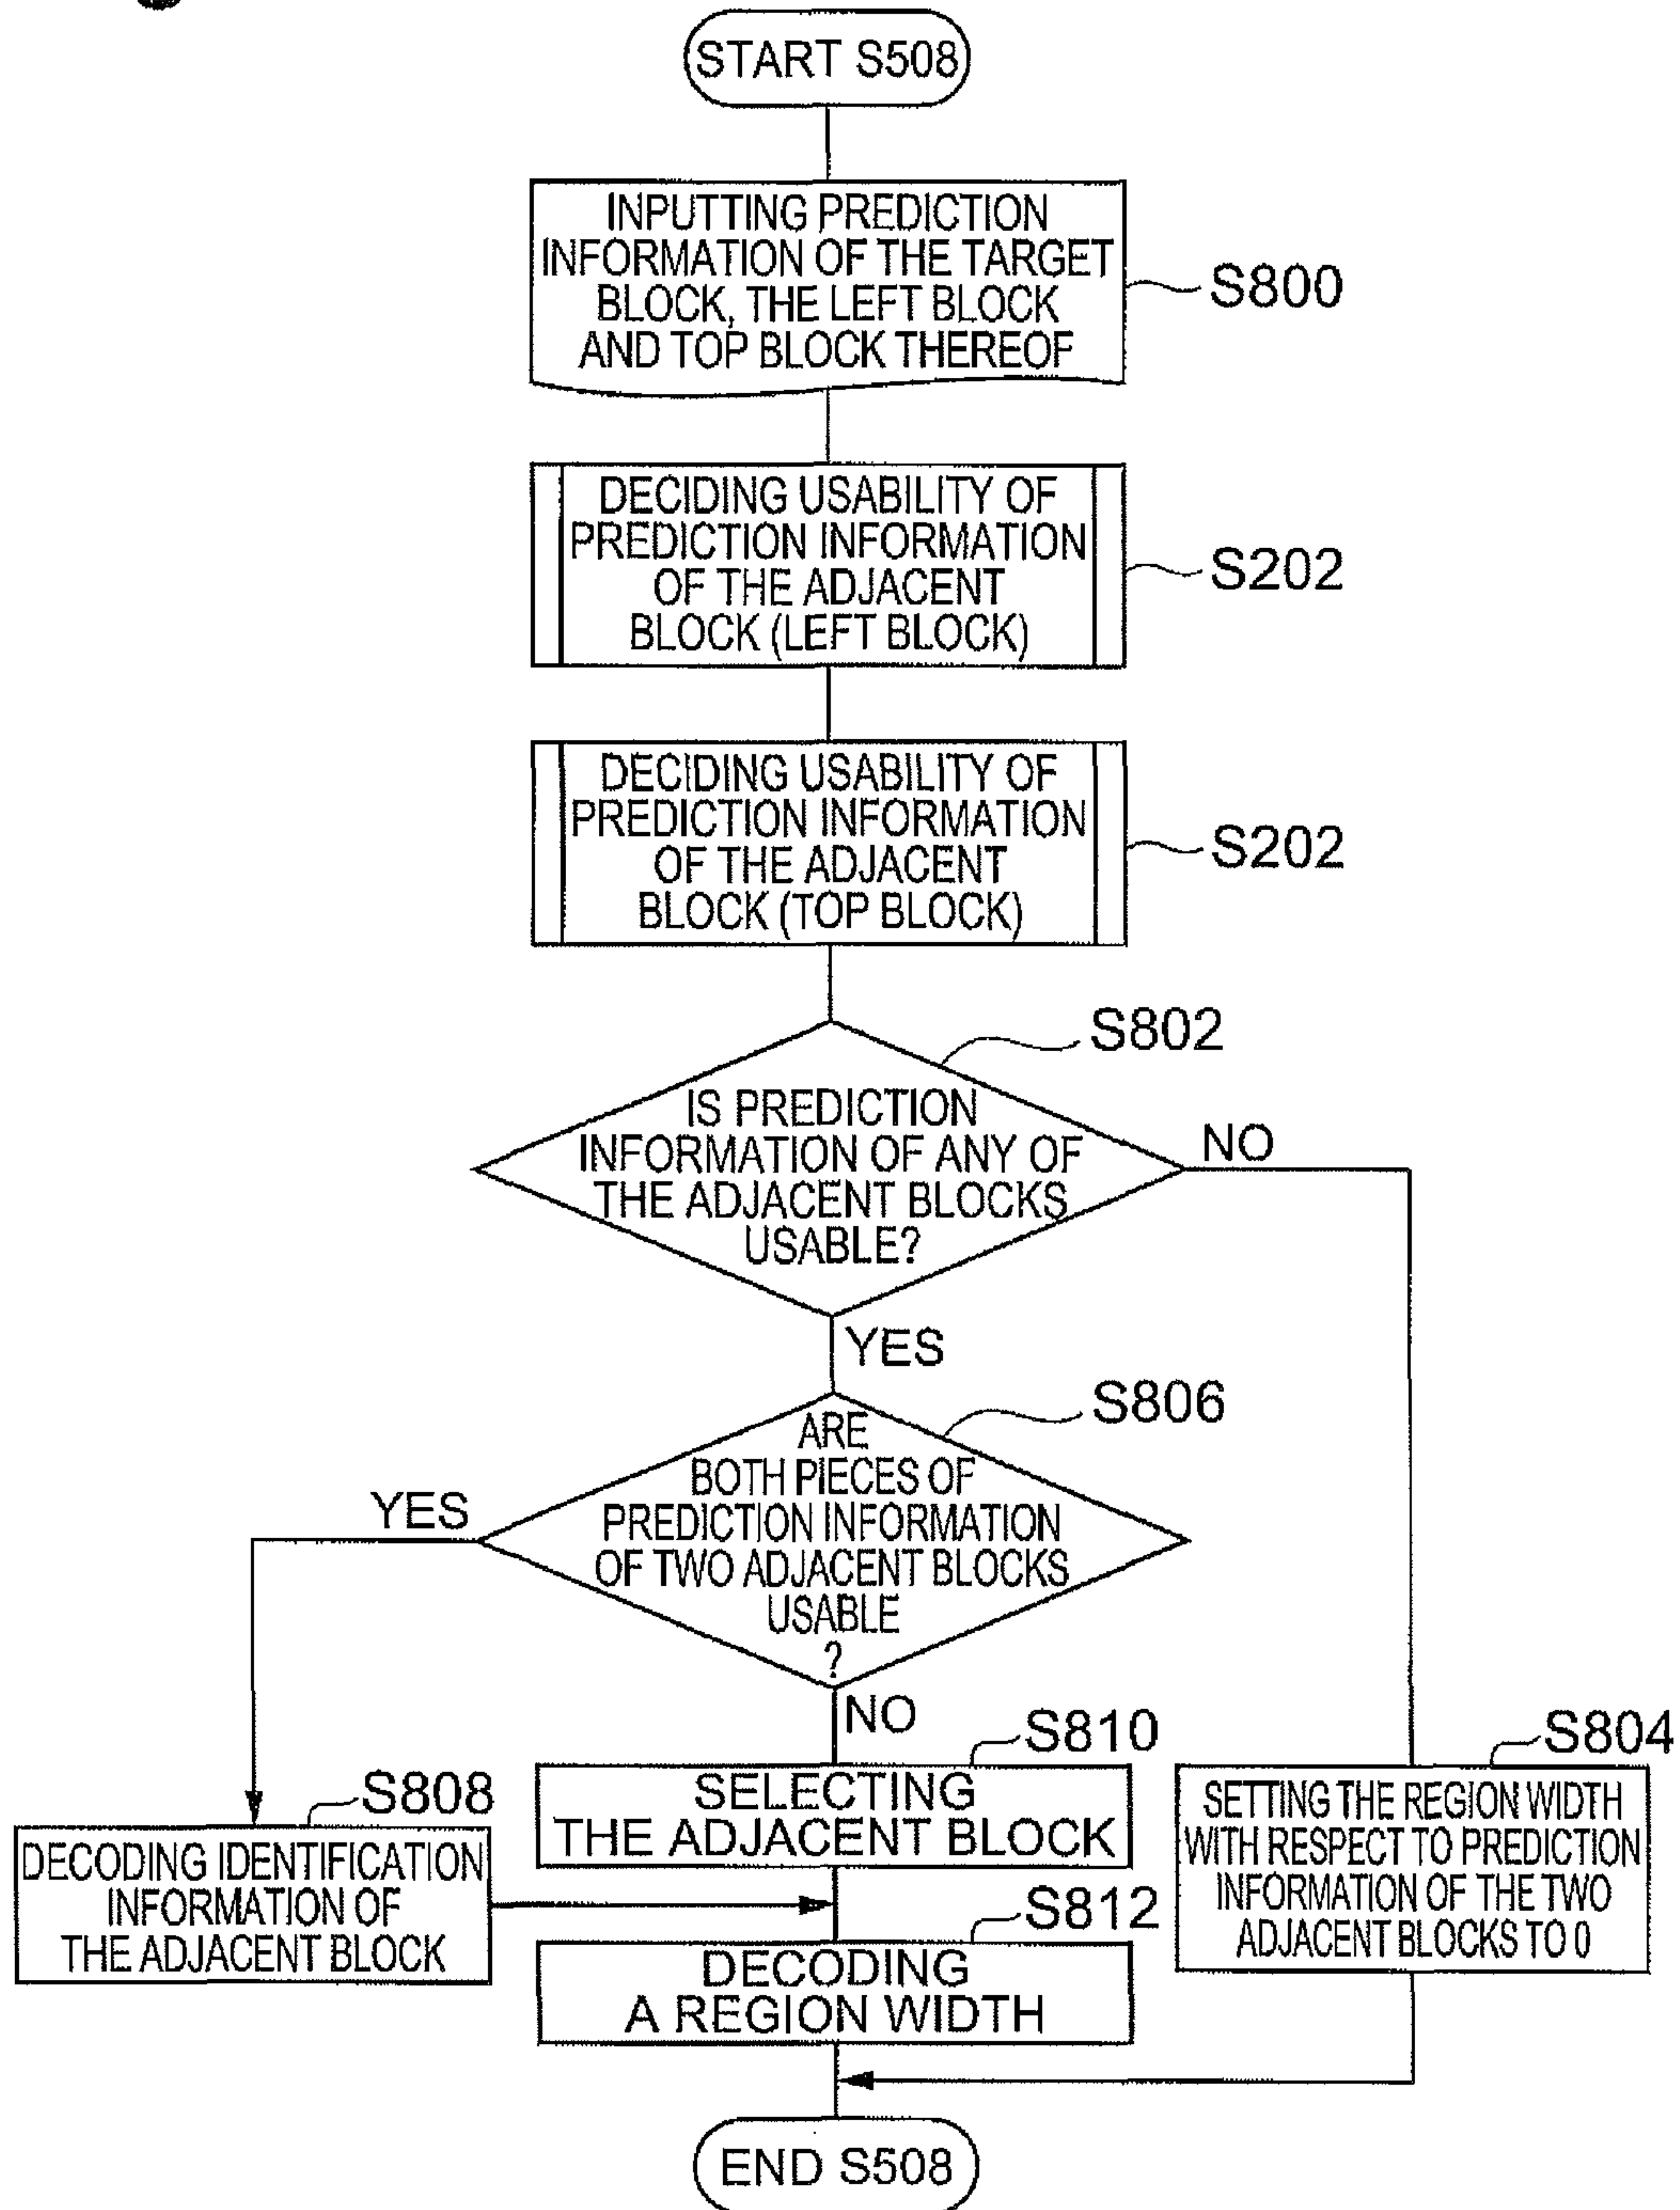 START S508
INPUTTING PREDICTION
INFORMATION OF THE TARGET
BLOCK, THE LEFT BLOCK
AND TOP BLOCK THEREOF
S800
DECIDING USABILITY OF
PREDICTION INFORMATION
OF THE ADJACENT
BLOCK (LEFT BLOCK)
S202
DECIDING USABILITY OF
PREDICTION INFORMATION
OF THE ADJACENT
BLOCK (TOP BLOCK)
S202
S802
IS PREDICTION
INFORMATION OF ANY OF
THE ADJACENT BLOCKS
USABLE?
NO
YES
S806
ARE
BOTH PIECES OF
PREDICTION INFORMATION
OF TWO ADJACENT BLOCKS
USABLE
?
YES
NO
S810
SELECTING
THE ADJACENT BLOCK
S804
SETTING THE REGION WIDTH
WITH RESPECT TO PREDICTION
INFORMATION OF THE TWO
ADJACENT BLOCKS TO 0
S808
DECODING IDENTIFICATION
INFORMATION OF
THE ADJACENT BLOCK
S812
DECODING
A REGION WIDTH
END S508